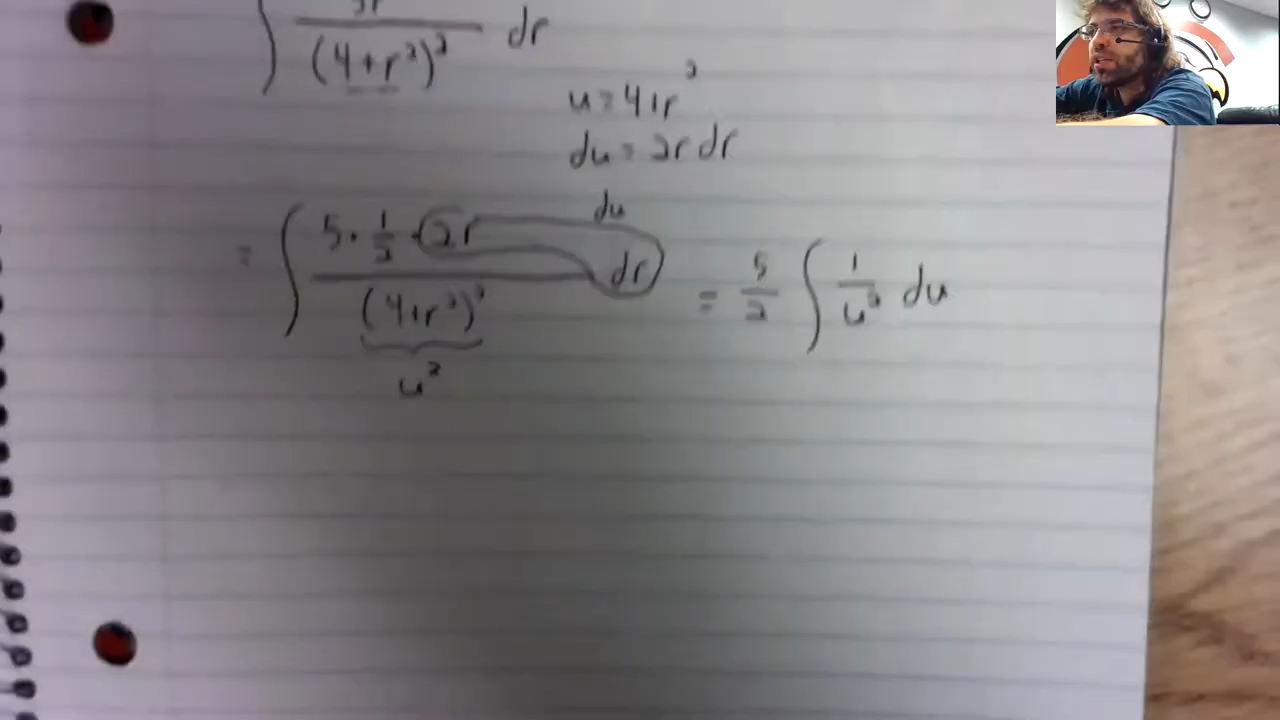 ∫ 5r / (4+r²)² dr
u = 4+r²
du = 2r dr
du
= ∫ 5 · 1/2 · 2r / (4+r²)² dr = 5/2 ∫ 1/u² du
u²